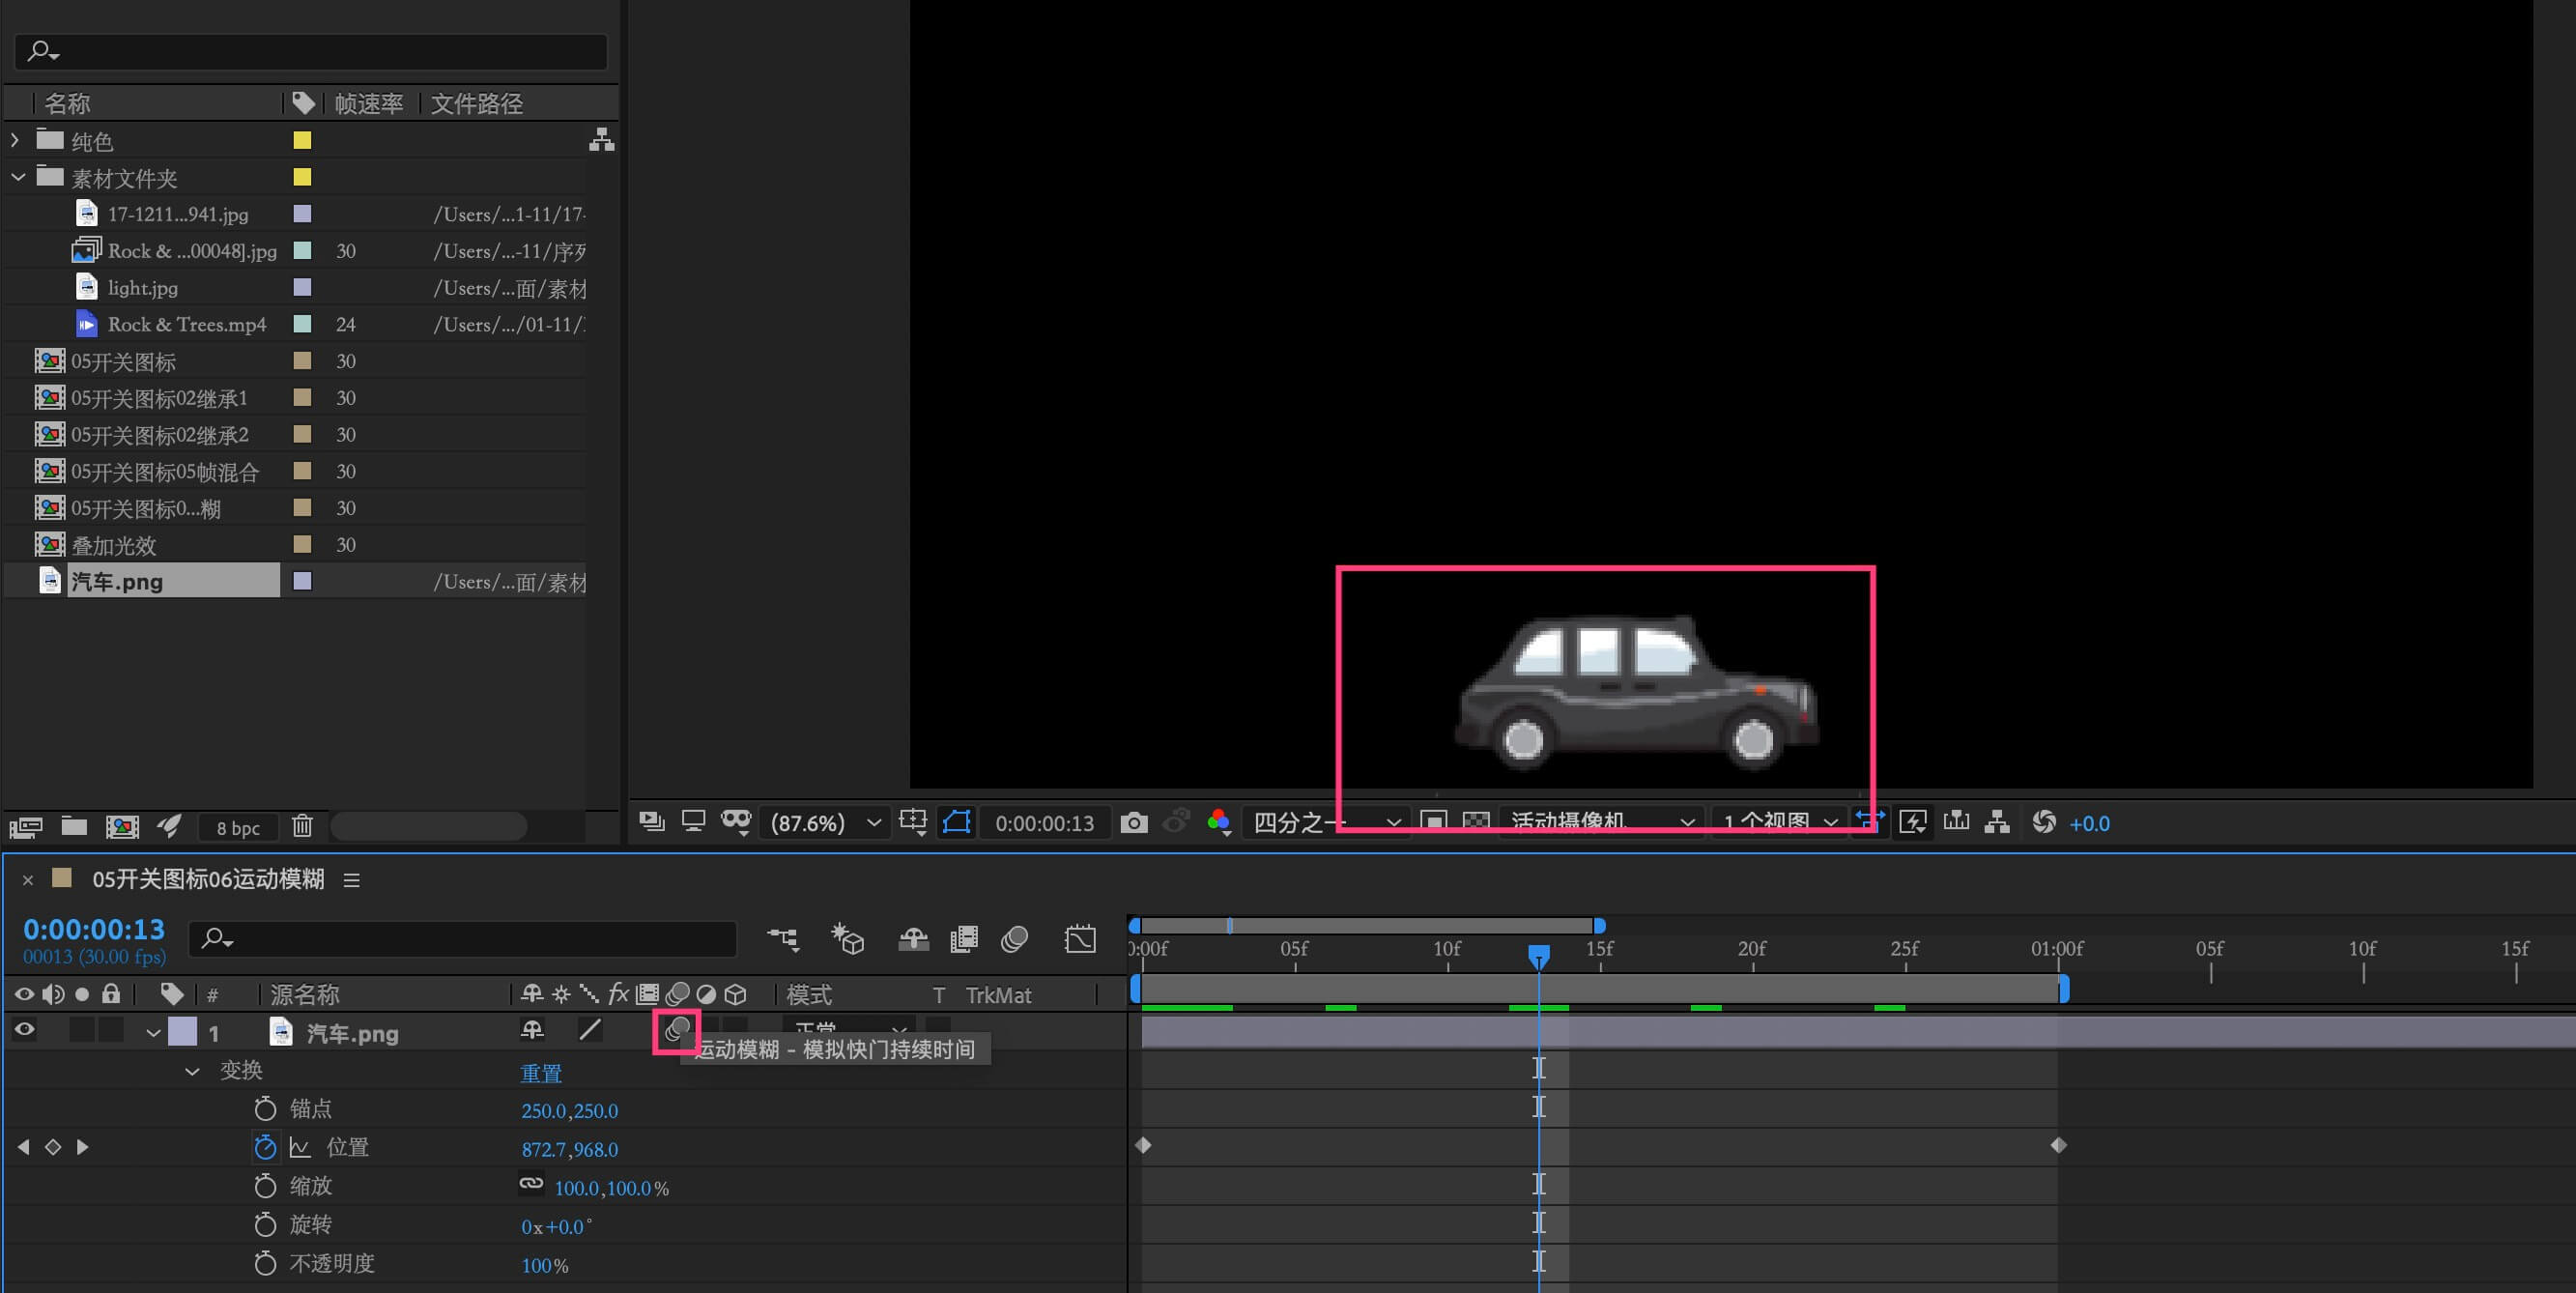 名称 帧速率 文件路径
纯色
素材文件夹
17-1211...941.jpg /Users/...1-11/17-
Rock & ...00048].jpg 30 /Users/...-11/序列
light.jpg /Users/...面/素材
Rock & Trees.mp4 24 /Users/.../01-11/
05开关图标 30
05开关图标02继承1 30
05开关图标02继承2 30
05开关图标05帧混合 30
05开关图标0...糊 30
叠加光效 30
汽车.png /Users/...面/素材
8 bpc
(87.6%) 0:00:00:13 四分之一 活动摄像机 1 个视图 +0.0
× 05开关图标06运动模糊
0:00:00:13
00013 (30.00 fps)
0:00f 05f 10f 15f 20f 25f 01:00f 05f 10f 15f
# 源名称 fx 模式 T TrkMat
1 汽车.png 正常
运动模糊 - 模拟快门持续时间
变换 重置
锚点 250.0,250.0
位置 872.7,968.0
缩放 100.0,100.0%
旋转 0x+0.0°
不透明度 100%